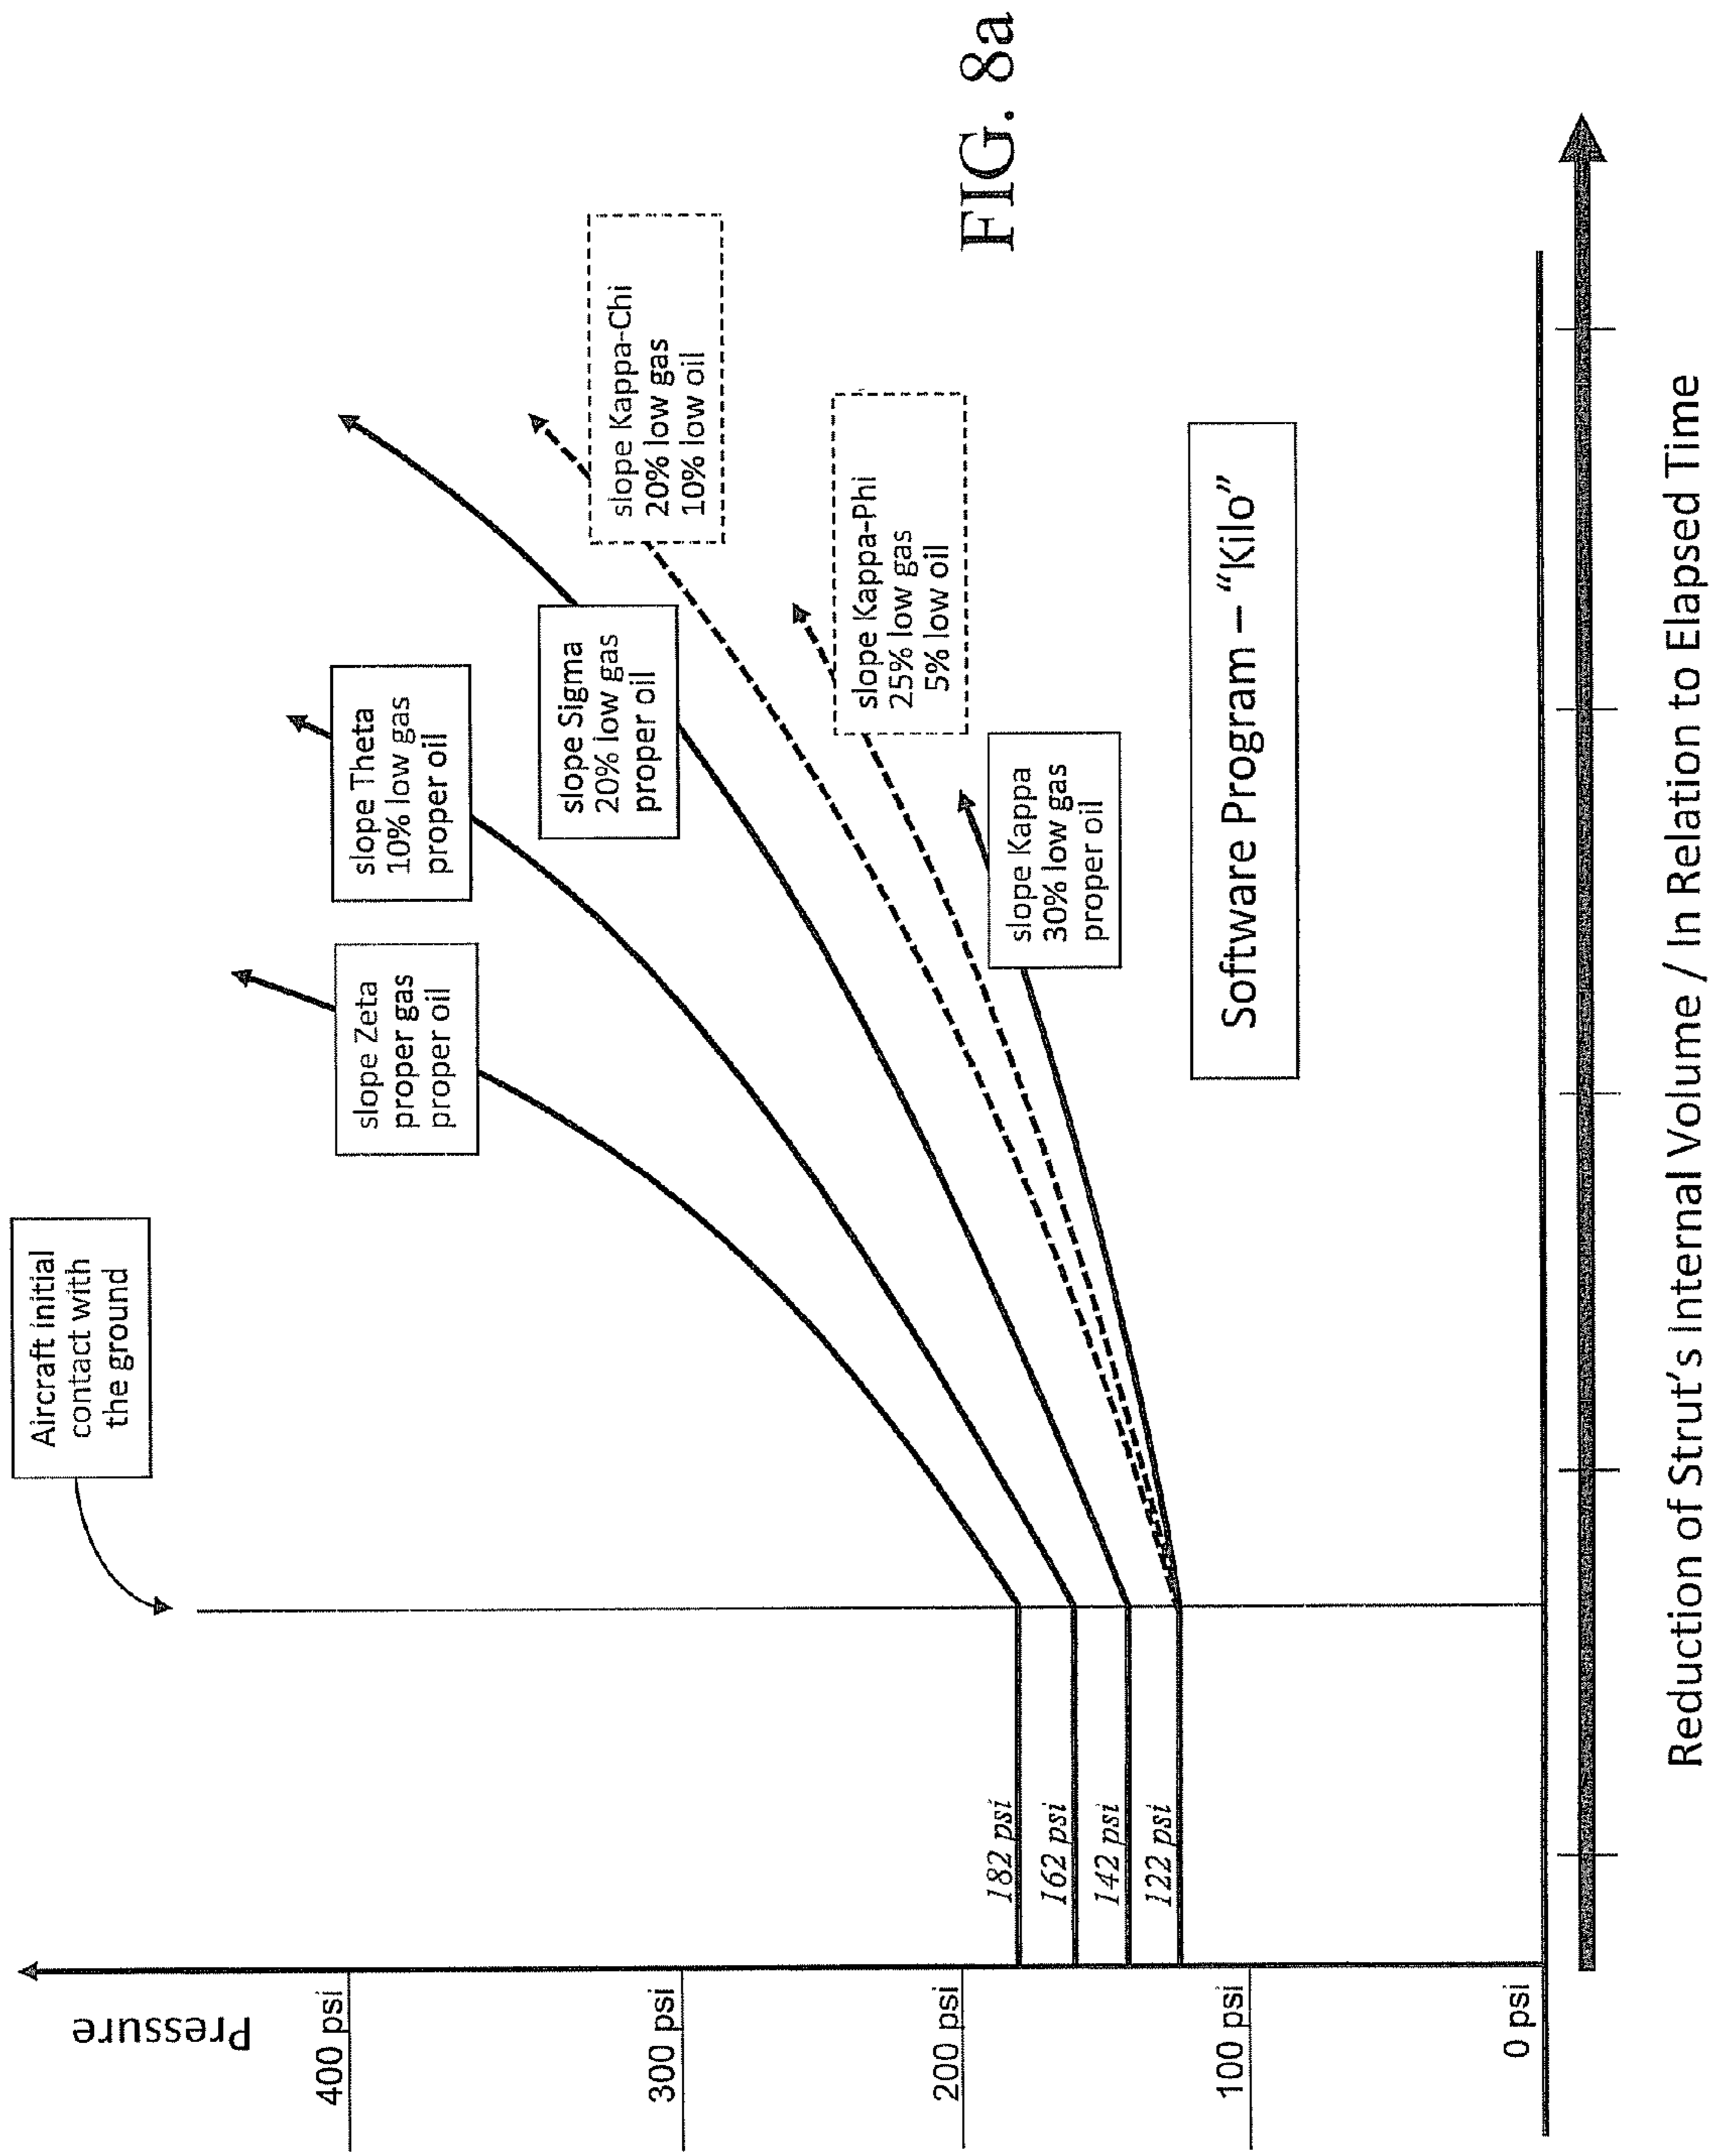 Aircraft initial
contact with
the ground
Pressure
400 psi
300 psi
200 psi
100 psi
0 psi
182 psi
162 psi
142 psi
122 psi
slope Zeta
proper gas
proper oil
slope Theta
10% low gas
proper oil
slope Sigma
20% low gas
proper oil
slope Kappa-Chi
20% low gas
10% low oil
slope Kappa-Phi
25% low gas
5% low oil
slope Kappa
30% low gas
proper oil
Software Program – “Kilo”
FIG. 8a
Reduction of Strut’s Internal Volume / In Relation to Elapsed Time